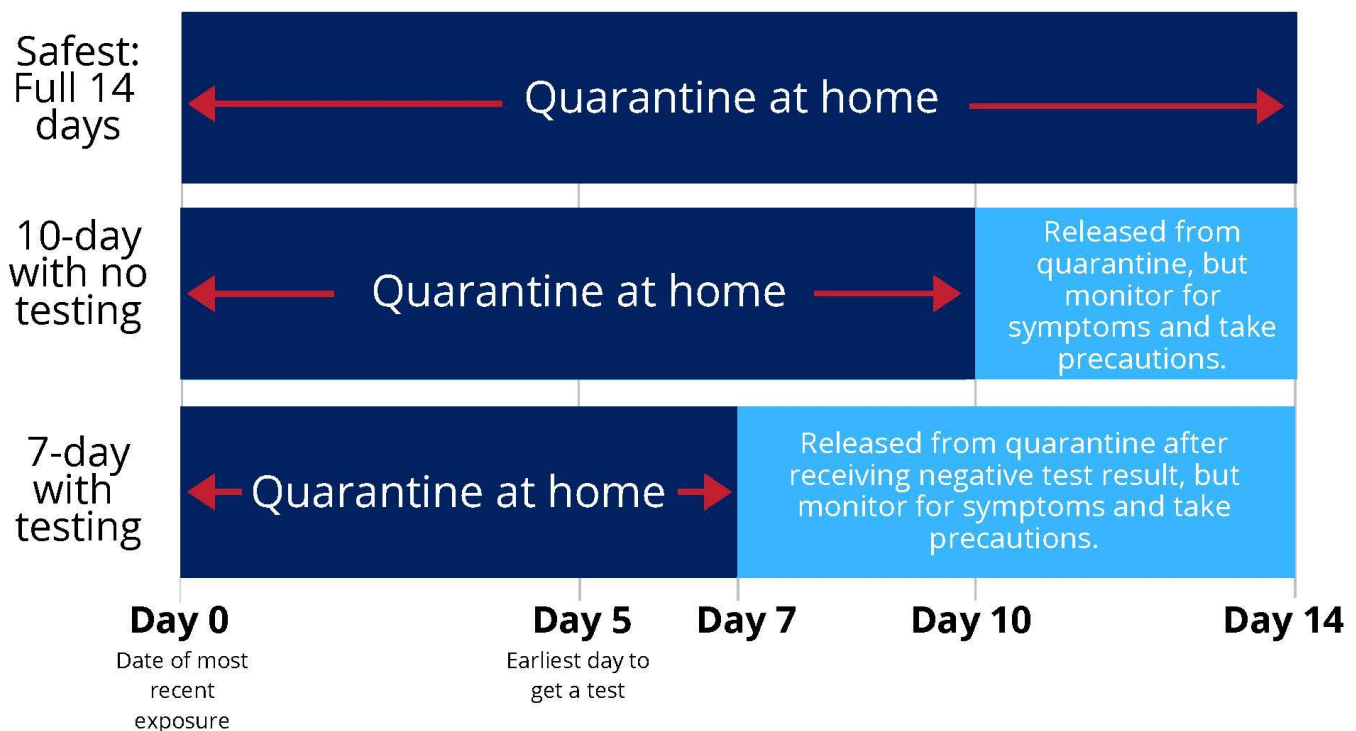 Safest:
Full 14
days
Quarantine at home
10-day
with no
testing
Quarantine at home
Released from
quarantine, but
monitor for
symptoms and take
precautions.
7-day
with
testing
Quarantine at home
Released from quarantine after
receiving negative test result, but
monitor for symptoms and take
precautions.
Day 0
Date of most
recent
exposure
Day 5
Earliest day to
get a test
Day 7
Day 10
Day 14